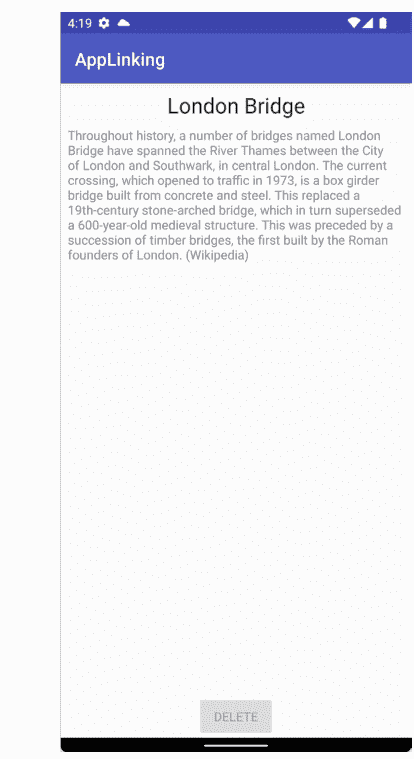 4:19
AppLinking
London Bridge
Throughout history, a number of bridges named London
Bridge have spanned the River Thames between the City
of London and Southwark, in central London. The current
crossing, which opened to traffic in 1973, is a box girder
bridge built from concrete and steel. This replaced a
19th-century stone-arched bridge, which in turn superseded
a 600-year-old medieval structure. This was preceded by a
succession of timber bridges, the first built by the Roman
founders of London. (Wikipedia)
DELETE